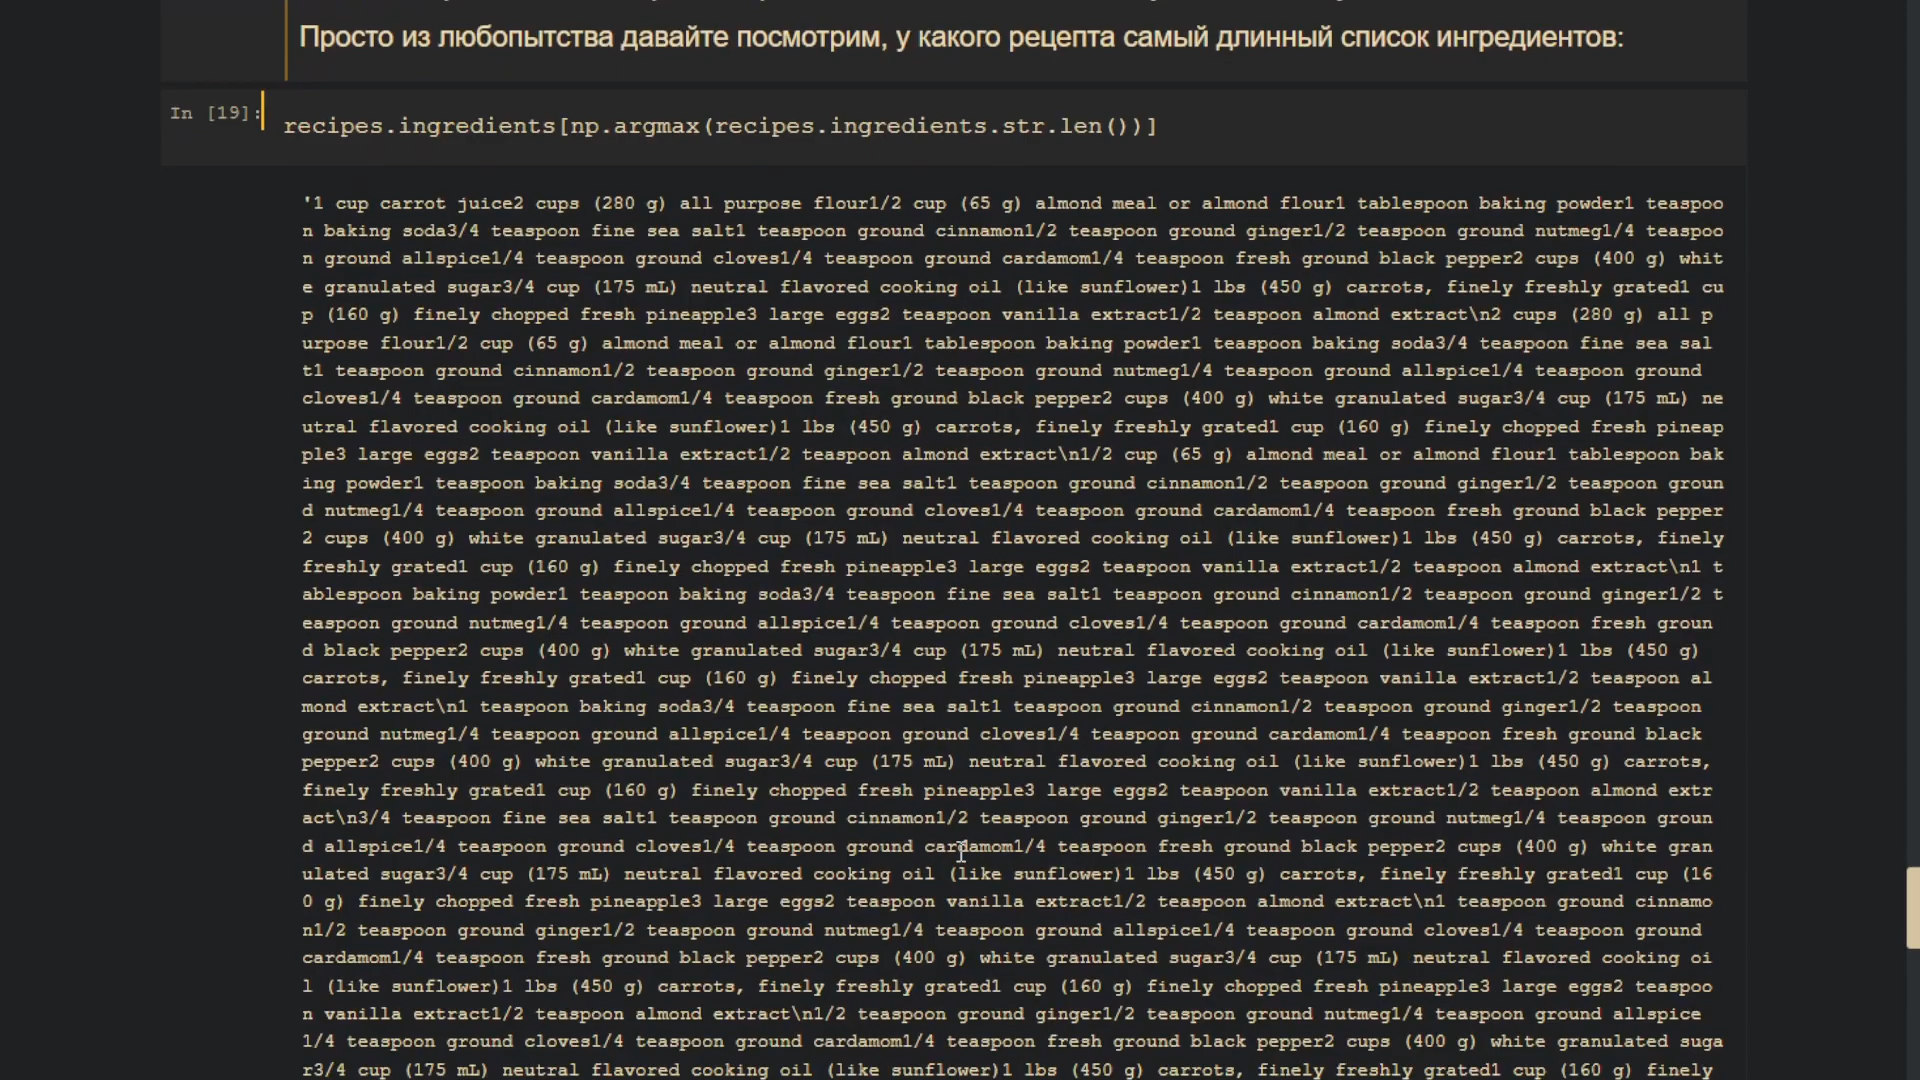 Просто из любопытства давайте посмотрим, у какого рецепта самый длинный список ингредиентов:
In [19]:
recipes.ingredients[np.argmax(recipes.ingredients.str.len())]
'1 cup carrot juice2 cups (280 g) all purpose flour1/2 cup (65 g) almond meal or almond flour1 tablespoon baking powder1 teaspoo
n baking soda3/4 teaspoon fine sea salt1 teaspoon ground cinnamon1/2 teaspoon ground ginger1/2 teaspoon ground nutmeg1/4 teaspoo
n ground allspice1/4 teaspoon ground cloves1/4 teaspoon ground cardamom1/4 teaspoon fresh ground black pepper2 cups (400 g) whit
e granulated sugar3/4 cup (175 mL) neutral flavored cooking oil (like sunflower)1 lbs (450 g) carrots, finely freshly grated1 cu
p (160 g) finely chopped fresh pineapple3 large eggs2 teaspoon vanilla extract1/2 teaspoon almond extract\n2 cups (280 g) all p
urpose flour1/2 cup (65 g) almond meal or almond flour1 tablespoon baking powder1 teaspoon baking soda3/4 teaspoon fine sea sal
t1 teaspoon ground cinnamon1/2 teaspoon ground ginger1/2 teaspoon ground nutmeg1/4 teaspoon ground allspice1/4 teaspoon ground
cloves1/4 teaspoon ground cardamom1/4 teaspoon fresh ground black pepper2 cups (400 g) white granulated sugar3/4 cup (175 mL) ne
utral flavored cooking oil (like sunflower)1 lbs (450 g) carrots, finely freshly grated1 cup (160 g) finely chopped fresh pineap
ple3 large eggs2 teaspoon vanilla extract1/2 teaspoon almond extract\n1/2 cup (65 g) almond meal or almond flour1 tablespoon bak
ing powder1 teaspoon baking soda3/4 teaspoon fine sea salt1 teaspoon ground cinnamon1/2 teaspoon ground ginger1/2 teaspoon groun
d nutmeg1/4 teaspoon ground allspice1/4 teaspoon ground cloves1/4 teaspoon ground cardamom1/4 teaspoon fresh ground black pepper
2 cups (400 g) white granulated sugar3/4 cup (175 mL) neutral flavored cooking oil (like sunflower)1 lbs (450 g) carrots, finely
freshly grated1 cup (160 g) finely chopped fresh pineapple3 large eggs2 teaspoon vanilla extract1/2 teaspoon almond extract\n1 t
ablespoon baking powder1 teaspoon baking soda3/4 teaspoon fine sea salt1 teaspoon ground cinnamon1/2 teaspoon ground ginger1/2 t
easpoon ground nutmeg1/4 teaspoon ground allspice1/4 teaspoon ground cloves1/4 teaspoon ground cardamom1/4 teaspoon fresh groun
d black pepper2 cups (400 g) white granulated sugar3/4 cup (175 mL) neutral flavored cooking oil (like sunflower)1 lbs (450 g)
carrots, finely freshly grated1 cup (160 g) finely chopped fresh pineapple3 large eggs2 teaspoon vanilla extract1/2 teaspoon al
mond extract\n1 teaspoon baking soda3/4 teaspoon fine sea salt1 teaspoon ground cinnamon1/2 teaspoon ground ginger1/2 teaspoon
ground nutmeg1/4 teaspoon ground allspice1/4 teaspoon ground cloves1/4 teaspoon ground cardamom1/4 teaspoon fresh ground black
pepper2 cups (400 g) white granulated sugar3/4 cup (175 mL) neutral flavored cooking oil (like sunflower)1 lbs (450 g) carrots,
finely freshly grated1 cup (160 g) finely chopped fresh pineapple3 large eggs2 teaspoon vanilla extract1/2 teaspoon almond extr
act\n3/4 teaspoon fine sea salt1 teaspoon ground cinnamon1/2 teaspoon ground ginger1/2 teaspoon ground nutmeg1/4 teaspoon groun
d allspice1/4 teaspoon ground cloves1/4 teaspoon ground cardamom1/4 teaspoon fresh ground black pepper2 cups (400 g) white gran
ulated sugar3/4 cup (175 mL) neutral flavored cooking oil (like sunflower)1 lbs (450 g) carrots, finely freshly grated1 cup (16
0 g) finely chopped fresh pineapple3 large eggs2 teaspoon vanilla extract1/2 teaspoon almond extract\n1 teaspoon ground cinnamo
n1/2 teaspoon ground ginger1/2 teaspoon ground nutmeg1/4 teaspoon ground allspice1/4 teaspoon ground cloves1/4 teaspoon ground
cardamom1/4 teaspoon fresh ground black pepper2 cups (400 g) white granulated sugar3/4 cup (175 mL) neutral flavored cooking oi
l (like sunflower)1 lbs (450 g) carrots, finely freshly grated1 cup (160 g) finely chopped fresh pineapple3 large eggs2 teaspoo
n vanilla extract1/2 teaspoon almond extract\n1/2 teaspoon ground ginger1/2 teaspoon ground nutmeg1/4 teaspoon ground allspice
1/4 teaspoon ground cloves1/4 teaspoon ground cardamom1/4 teaspoon fresh ground black pepper2 cups (400 g) white granulated suga
r3/4 cup (175 mL) neutral flavored cooking oil (like sunflower)1 lbs (450 g) carrots, finely freshly grated1 cup (160 g) finely